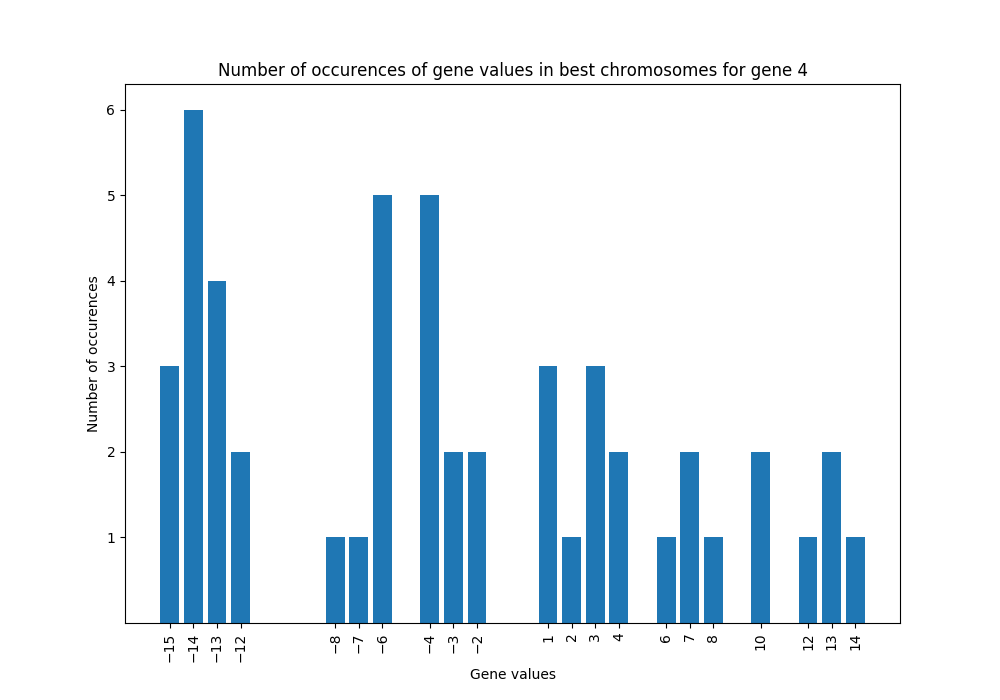 Number of occurences of gene values in best chromosomes for gene 4
Number of occurences
6
5
4
3
2
1
−15 −14 −13 −12 −8 −7 −6 −4 −3 −2 1 2 3 4 6 7 8 10 12 13 14
Gene values